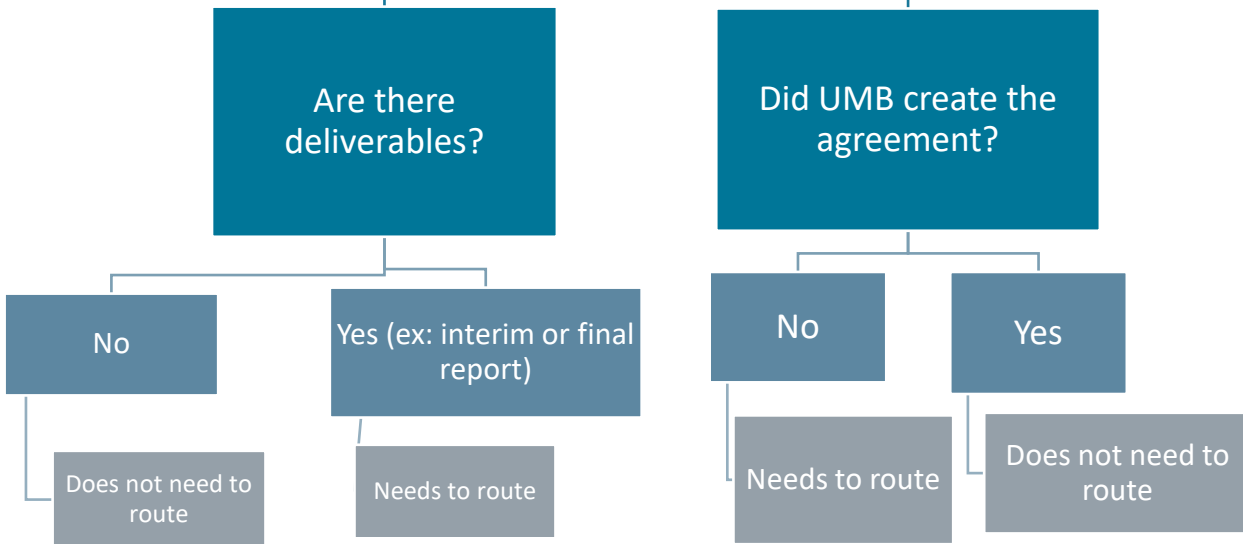 Are there
deliverables?
No
Yes (ex: interim or final
report)
Does not need to
route
Needs to route
Did UMB create the
agreement?
No
Yes
Needs to route
Does not need to
route